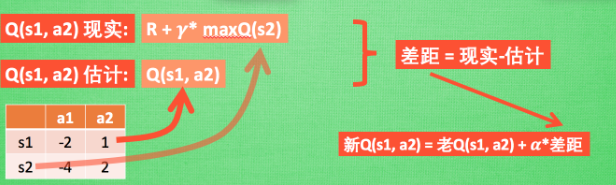 Q(s1, a2) 现实: R + γ* maxQ(s2)
Q(s1, a2) 估计: Q(s1, a2)
差距 = 现实-估计
a1 a2
s1 -2 1
s2 -4 2
新Q(s1, a2) = 老Q(s1, a2) + α*差距